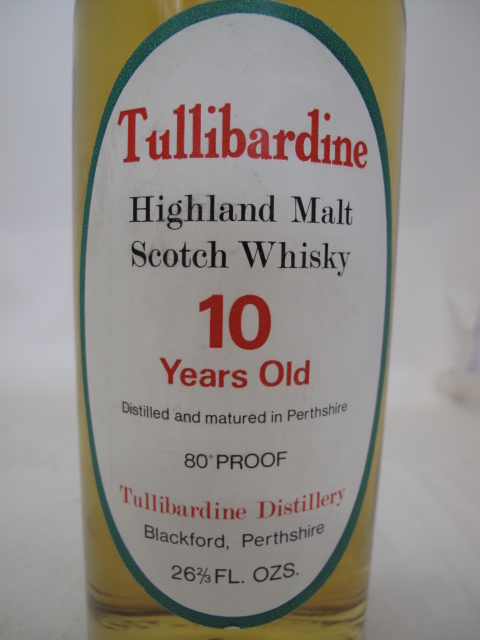 Tullibardine
Highland Malt
Scotch Whisky
10
Years Old
Distilled and matured in Perthshire
80° PROOF
Tullibardine Distillery
Blackford, Perthshire
26⅔ FL. OZS.